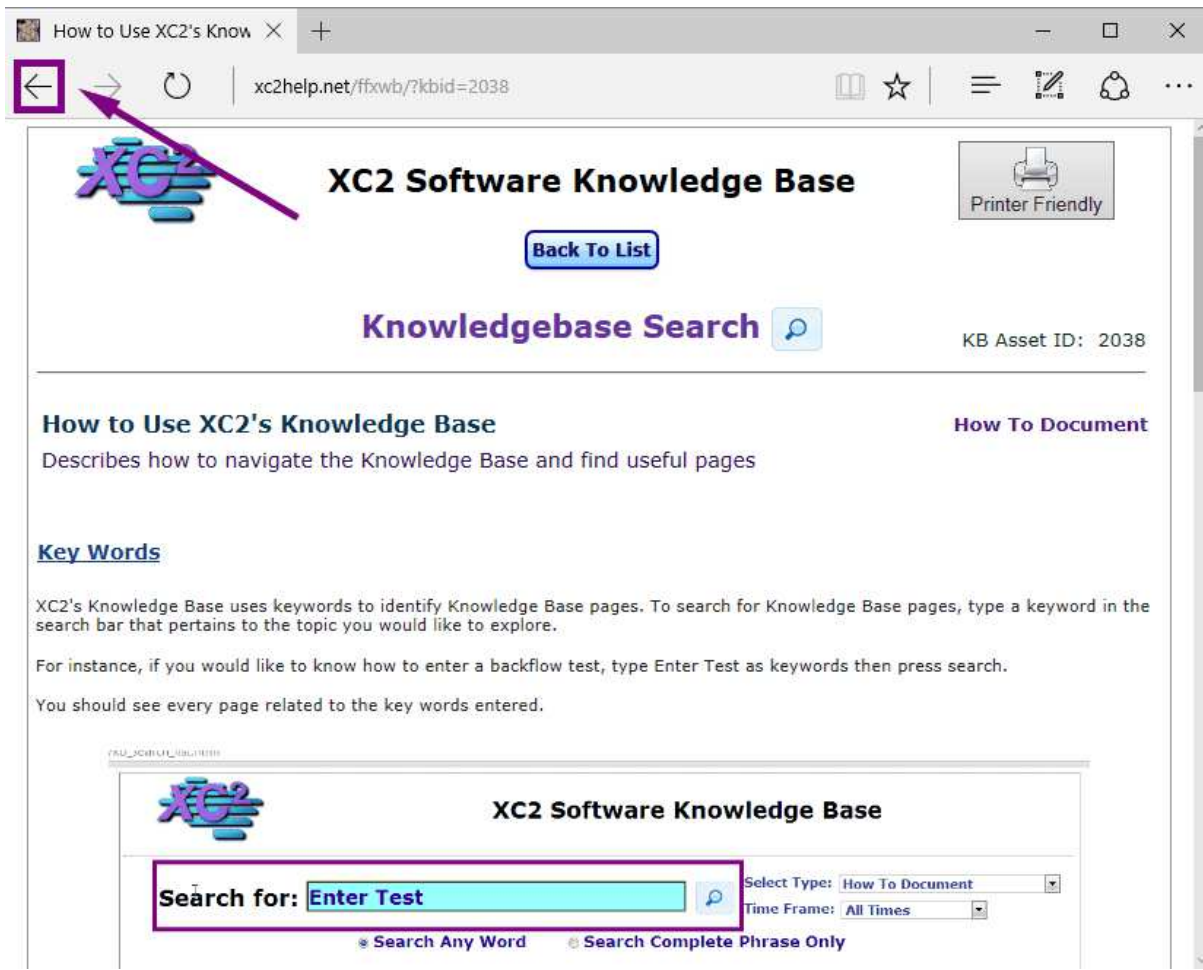 How to Use XC2's Know
xc2help.net/ffxwb/?kbid=2038
XC2
XC2 Software Knowledge Base
Printer Friendly
Back To List
Knowledgebase Search
KB Asset ID: 2038
How to Use XC2's Knowledge Base
How To Document
Describes how to navigate the Knowledge Base and find useful pages
Key Words
XC2's Knowledge Base uses keywords to identify Knowledge Base pages. To search for Knowledge Base pages, type a keyword in the
search bar that pertains to the topic you would like to explore.
For instance, if you would like to know how to enter a backflow test, type Enter Test as keywords then press search.
You should see every page related to the key words entered.
XC2
XC2 Software Knowledge Base
Search for: Enter Test
Select Type: How To Document
Time Frame: All Times
Search Any Word Search Complete Phrase Only